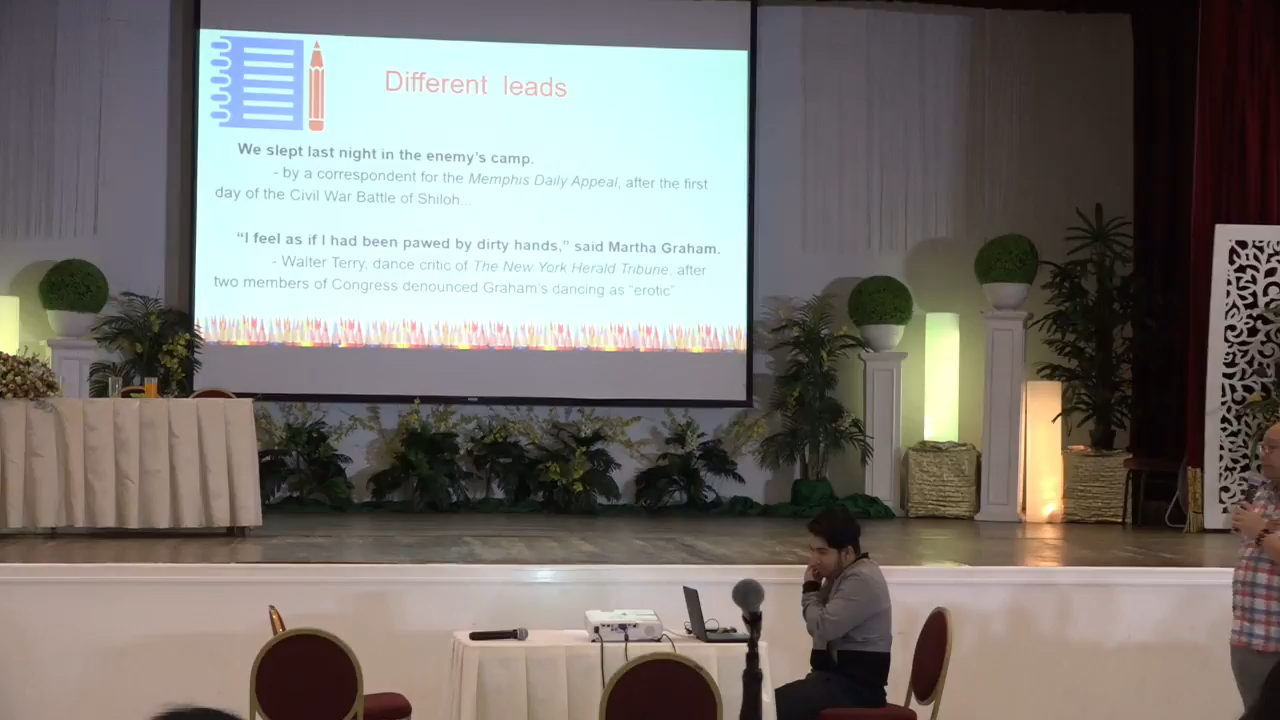 Different leads
We slept last night in the enemy's camp.
- by a correspondent for the Memphis Daily Appeal, after the first
day of the Civil War Battle of Shiloh...
“I feel as if I had been pawed by dirty hands,” said Martha Graham.
- Walter Terry, dance critic of The New York Herald Tribune, after
two members of Congress denounced Graham's dancing as “erotic”